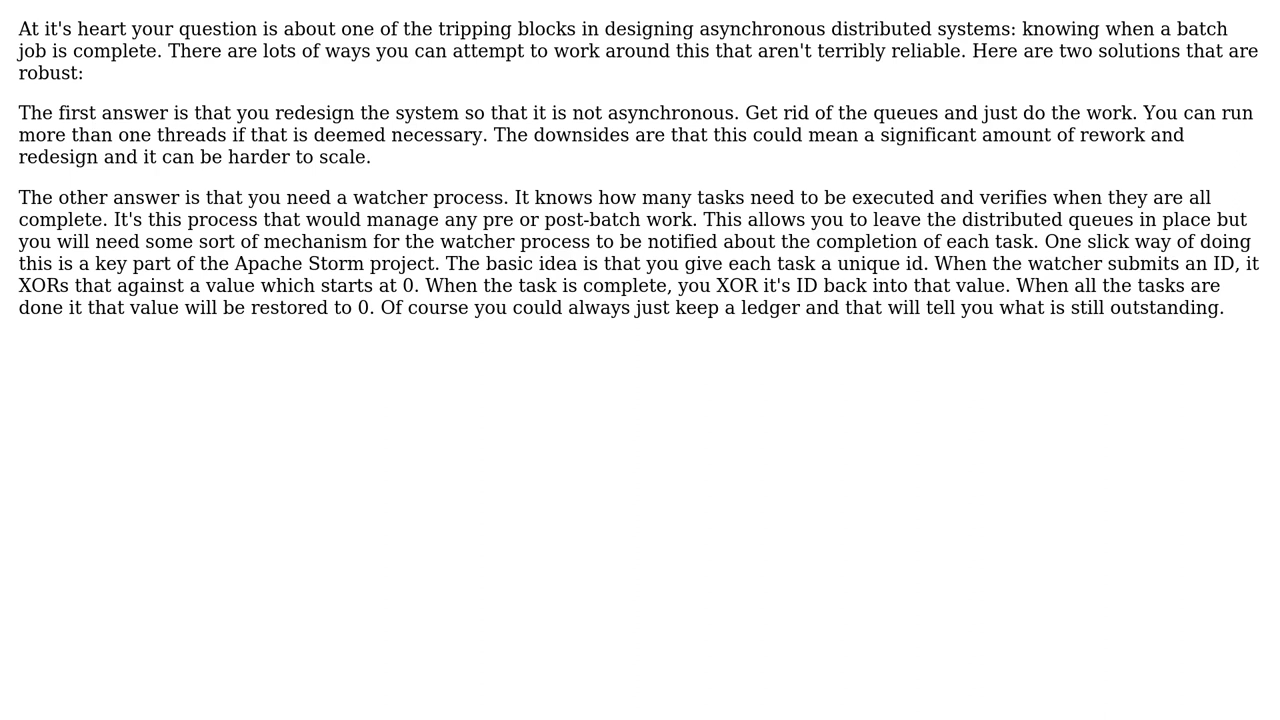 At it's heart your question is about one of the tripping blocks in designing asynchronous distributed systems: knowing when a batch
job is complete. There are lots of ways you can attempt to work around this that aren't terribly reliable. Here are two solutions that are
robust:
The first answer is that you redesign the system so that it is not asynchronous. Get rid of the queues and just do the work. You can run
more than one threads if that is deemed necessary. The downsides are that this could mean a significant amount of rework and
redesign and it can be harder to scale.
The other answer is that you need a watcher process. It knows how many tasks need to be executed and verifies when they are all
complete. It's this process that would manage any pre or post-batch work. This allows you to leave the distributed queues in place but
you will need some sort of mechanism for the watcher process to be notified about the completion of each task. One slick way of doing
this is a key part of the Apache Storm project. The basic idea is that you give each task a unique id. When the watcher submits an ID, it
XORs that against a value which starts at 0. When the task is complete, you XOR it's ID back into that value. When all the tasks are
done it that value will be restored to 0. Of course you could always just keep a ledger and that will tell you what is still outstanding.